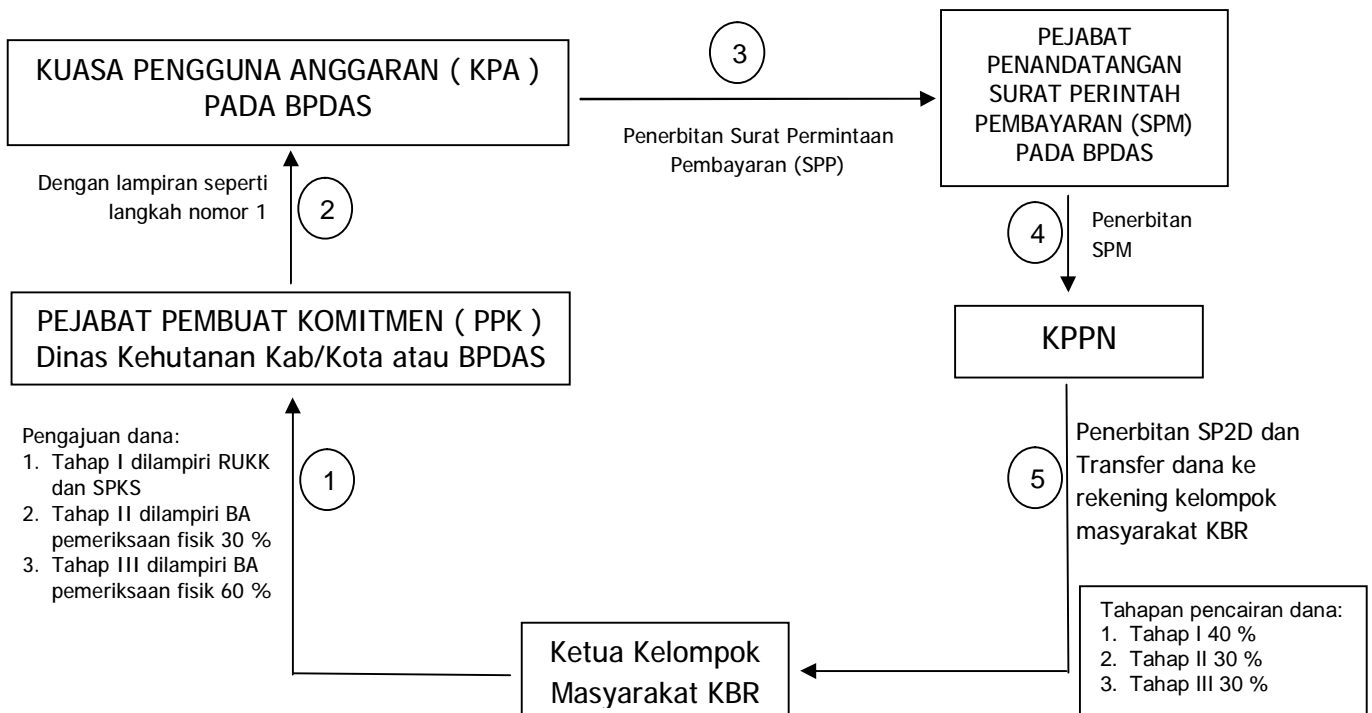 KUASA PENGGUNA ANGGARAN ( KPA )
PADA BPDAS
3
Penerbitan Surat Permintaan
Pembayaran (SPP)
PEJABAT
PENANDATANGAN
SURAT PERINTAH
PEMBAYARAN (SPM)
PADA BPDAS
Dengan lampiran seperti
langkah nomor 1
2
4
Penerbitan
SPM
PEJABAT PEMBUAT KOMITMEN ( PPK )
Dinas Kehutanan Kab/Kota atau BPDAS
KPPN
Pengajuan dana:
1. Tahap I dilampiri RUKK
dan SPKS
2. Tahap II dilampiri BA
pemeriksaan fisik 30 %
3. Tahap III dilampiri BA
pemeriksaan fisik 60 %
1
5
Penerbitan SP2D dan
Transfer dana ke
rekening kelompok
masyarakat KBR
Ketua Kelompok
Masyarakat KBR
Tahapan pencairan dana:
1. Tahap I 40 %
2. Tahap II 30 %
3. Tahap III 30 %